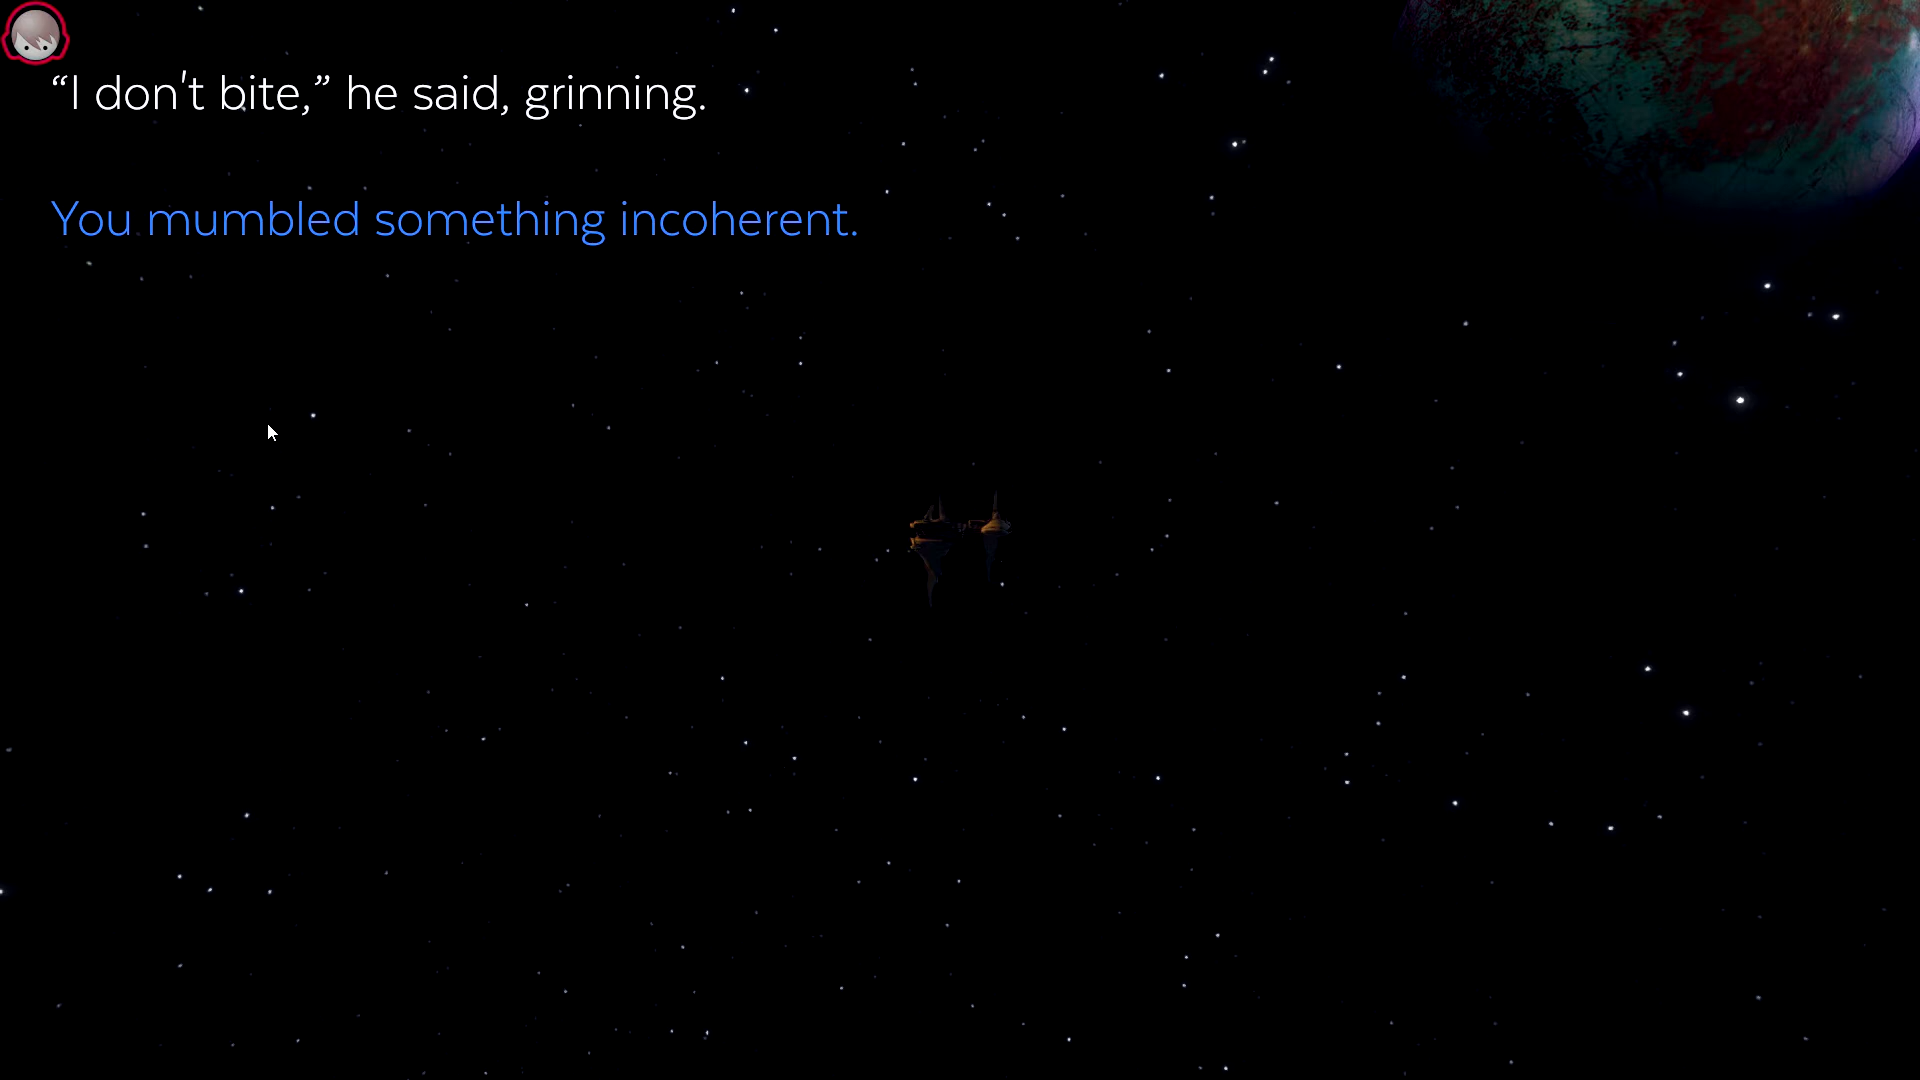 “I don't bite,” he said, grinning.
You mumbled something incoherent.